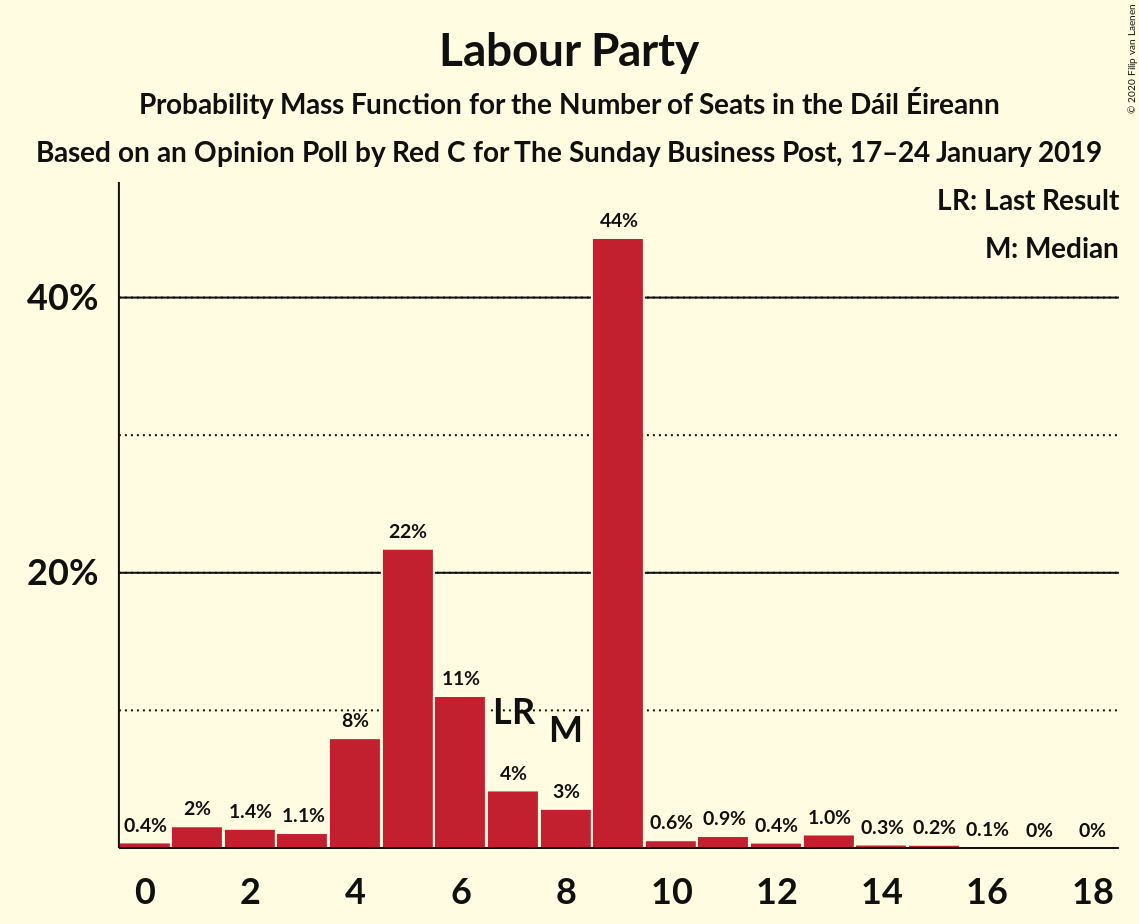 Labour Party
Probability Mass Function for the Number of Seats in the Dáil Éireann
Based on an Opinion Poll by Red C for The Sunday Business Post, 17–24 January 2019
© 2020 Filip van Laenen
LR: Last Result
M: Median
44%
40%
22%
20%
11%
8%
LR
M
4%
3%
0.4%
2%
1.4%
1.1%
0.6%
0.9%
0.4%
1.0%
0.3%
0.2%
0.1%
0%
0%
0 2 4 6 8 10 12 14 16 18